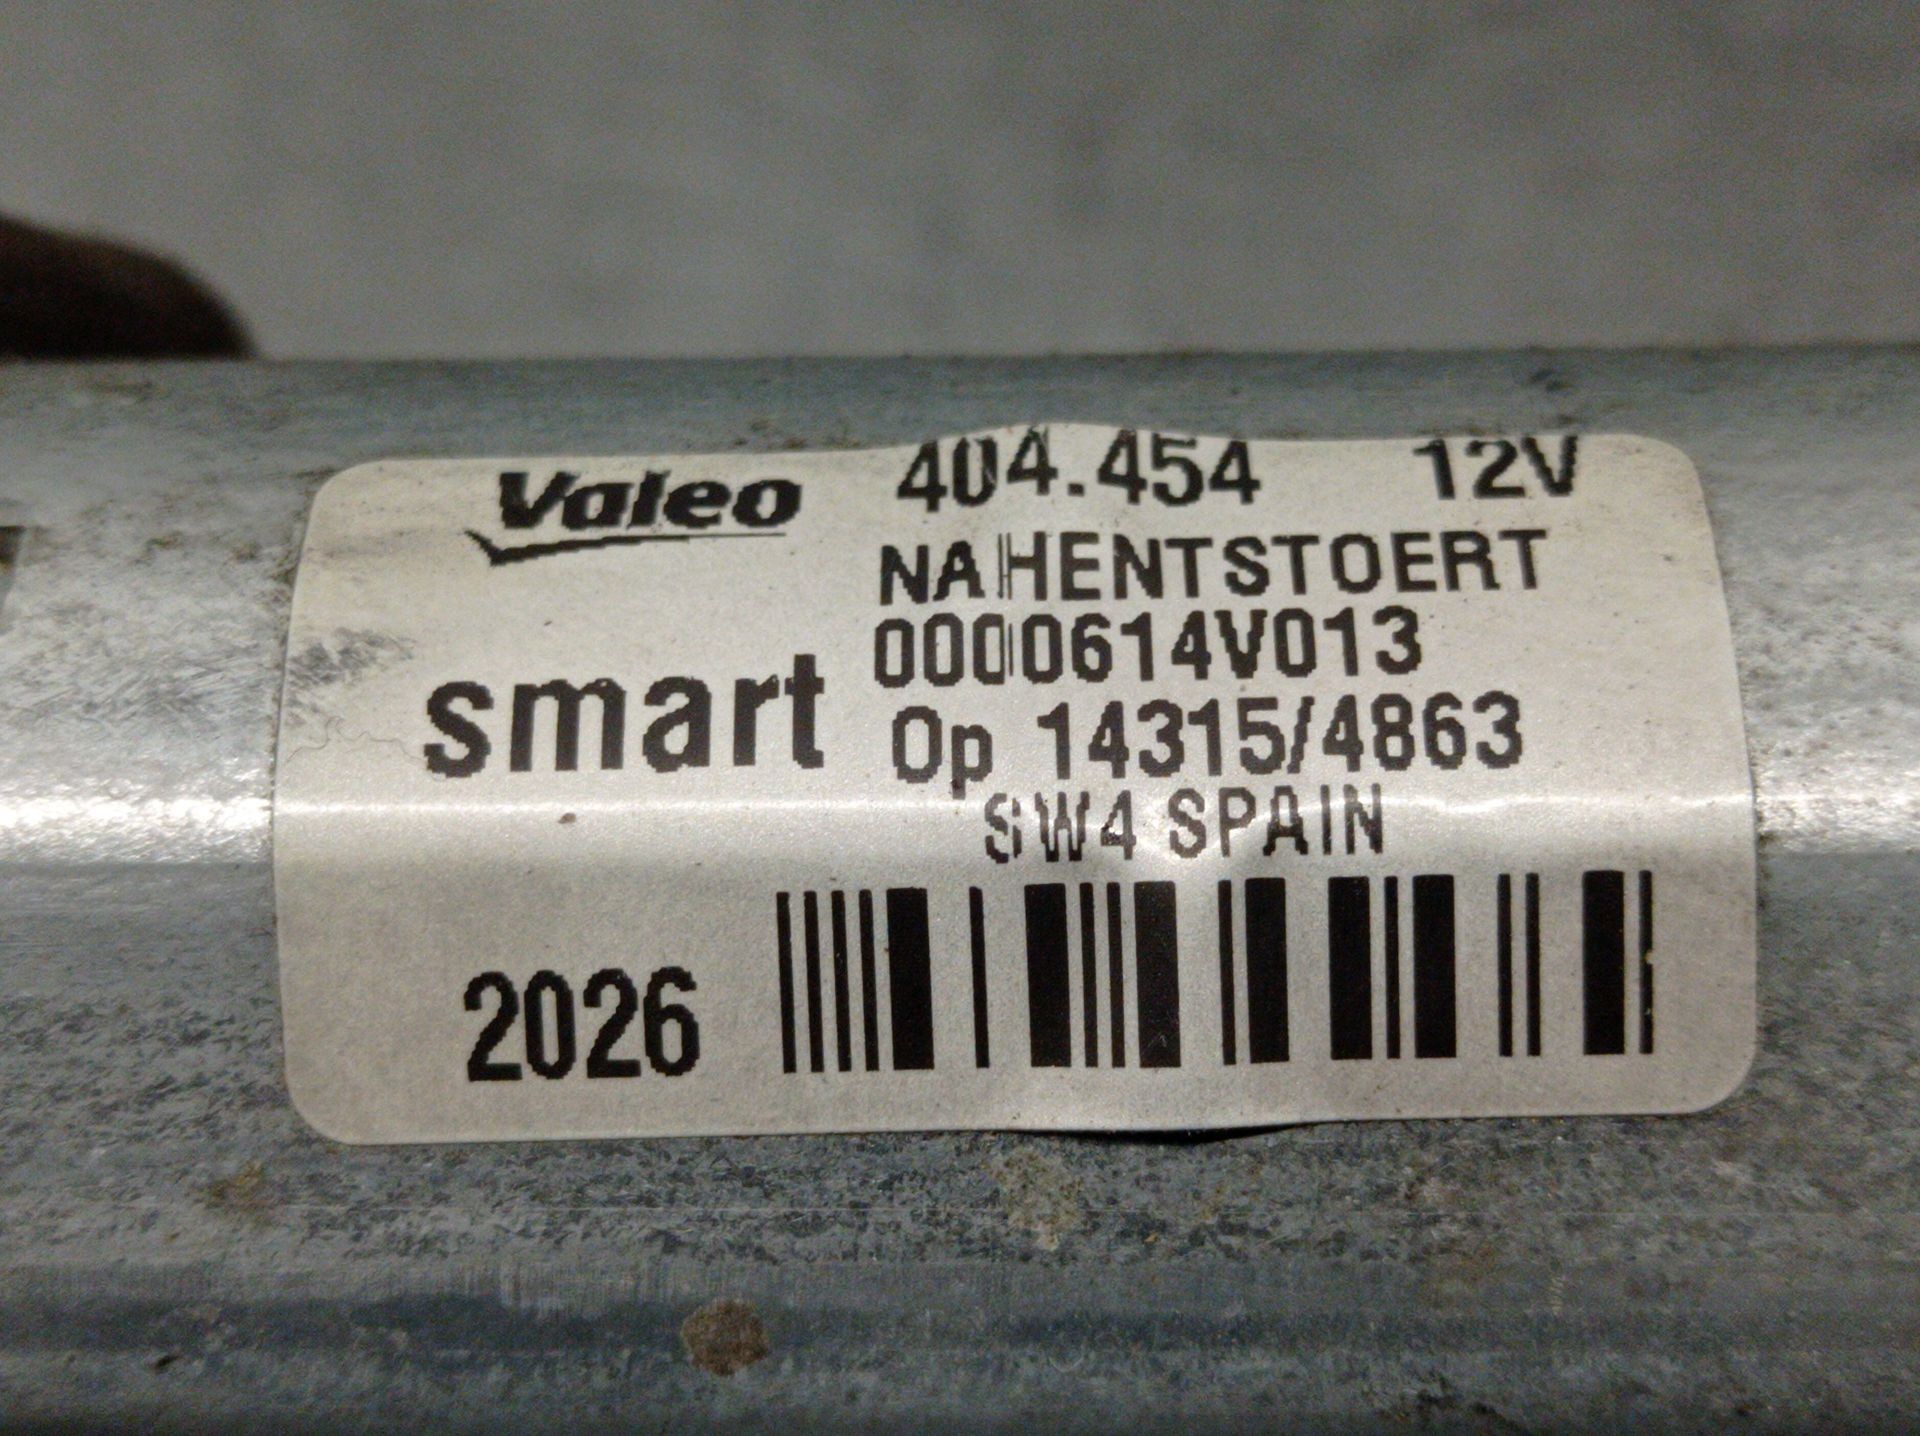 Valeo 404.454 12V
NAHENTSTOERT
0000614V013
smart
Op 14315/4863
SW4 SPAIN
2026